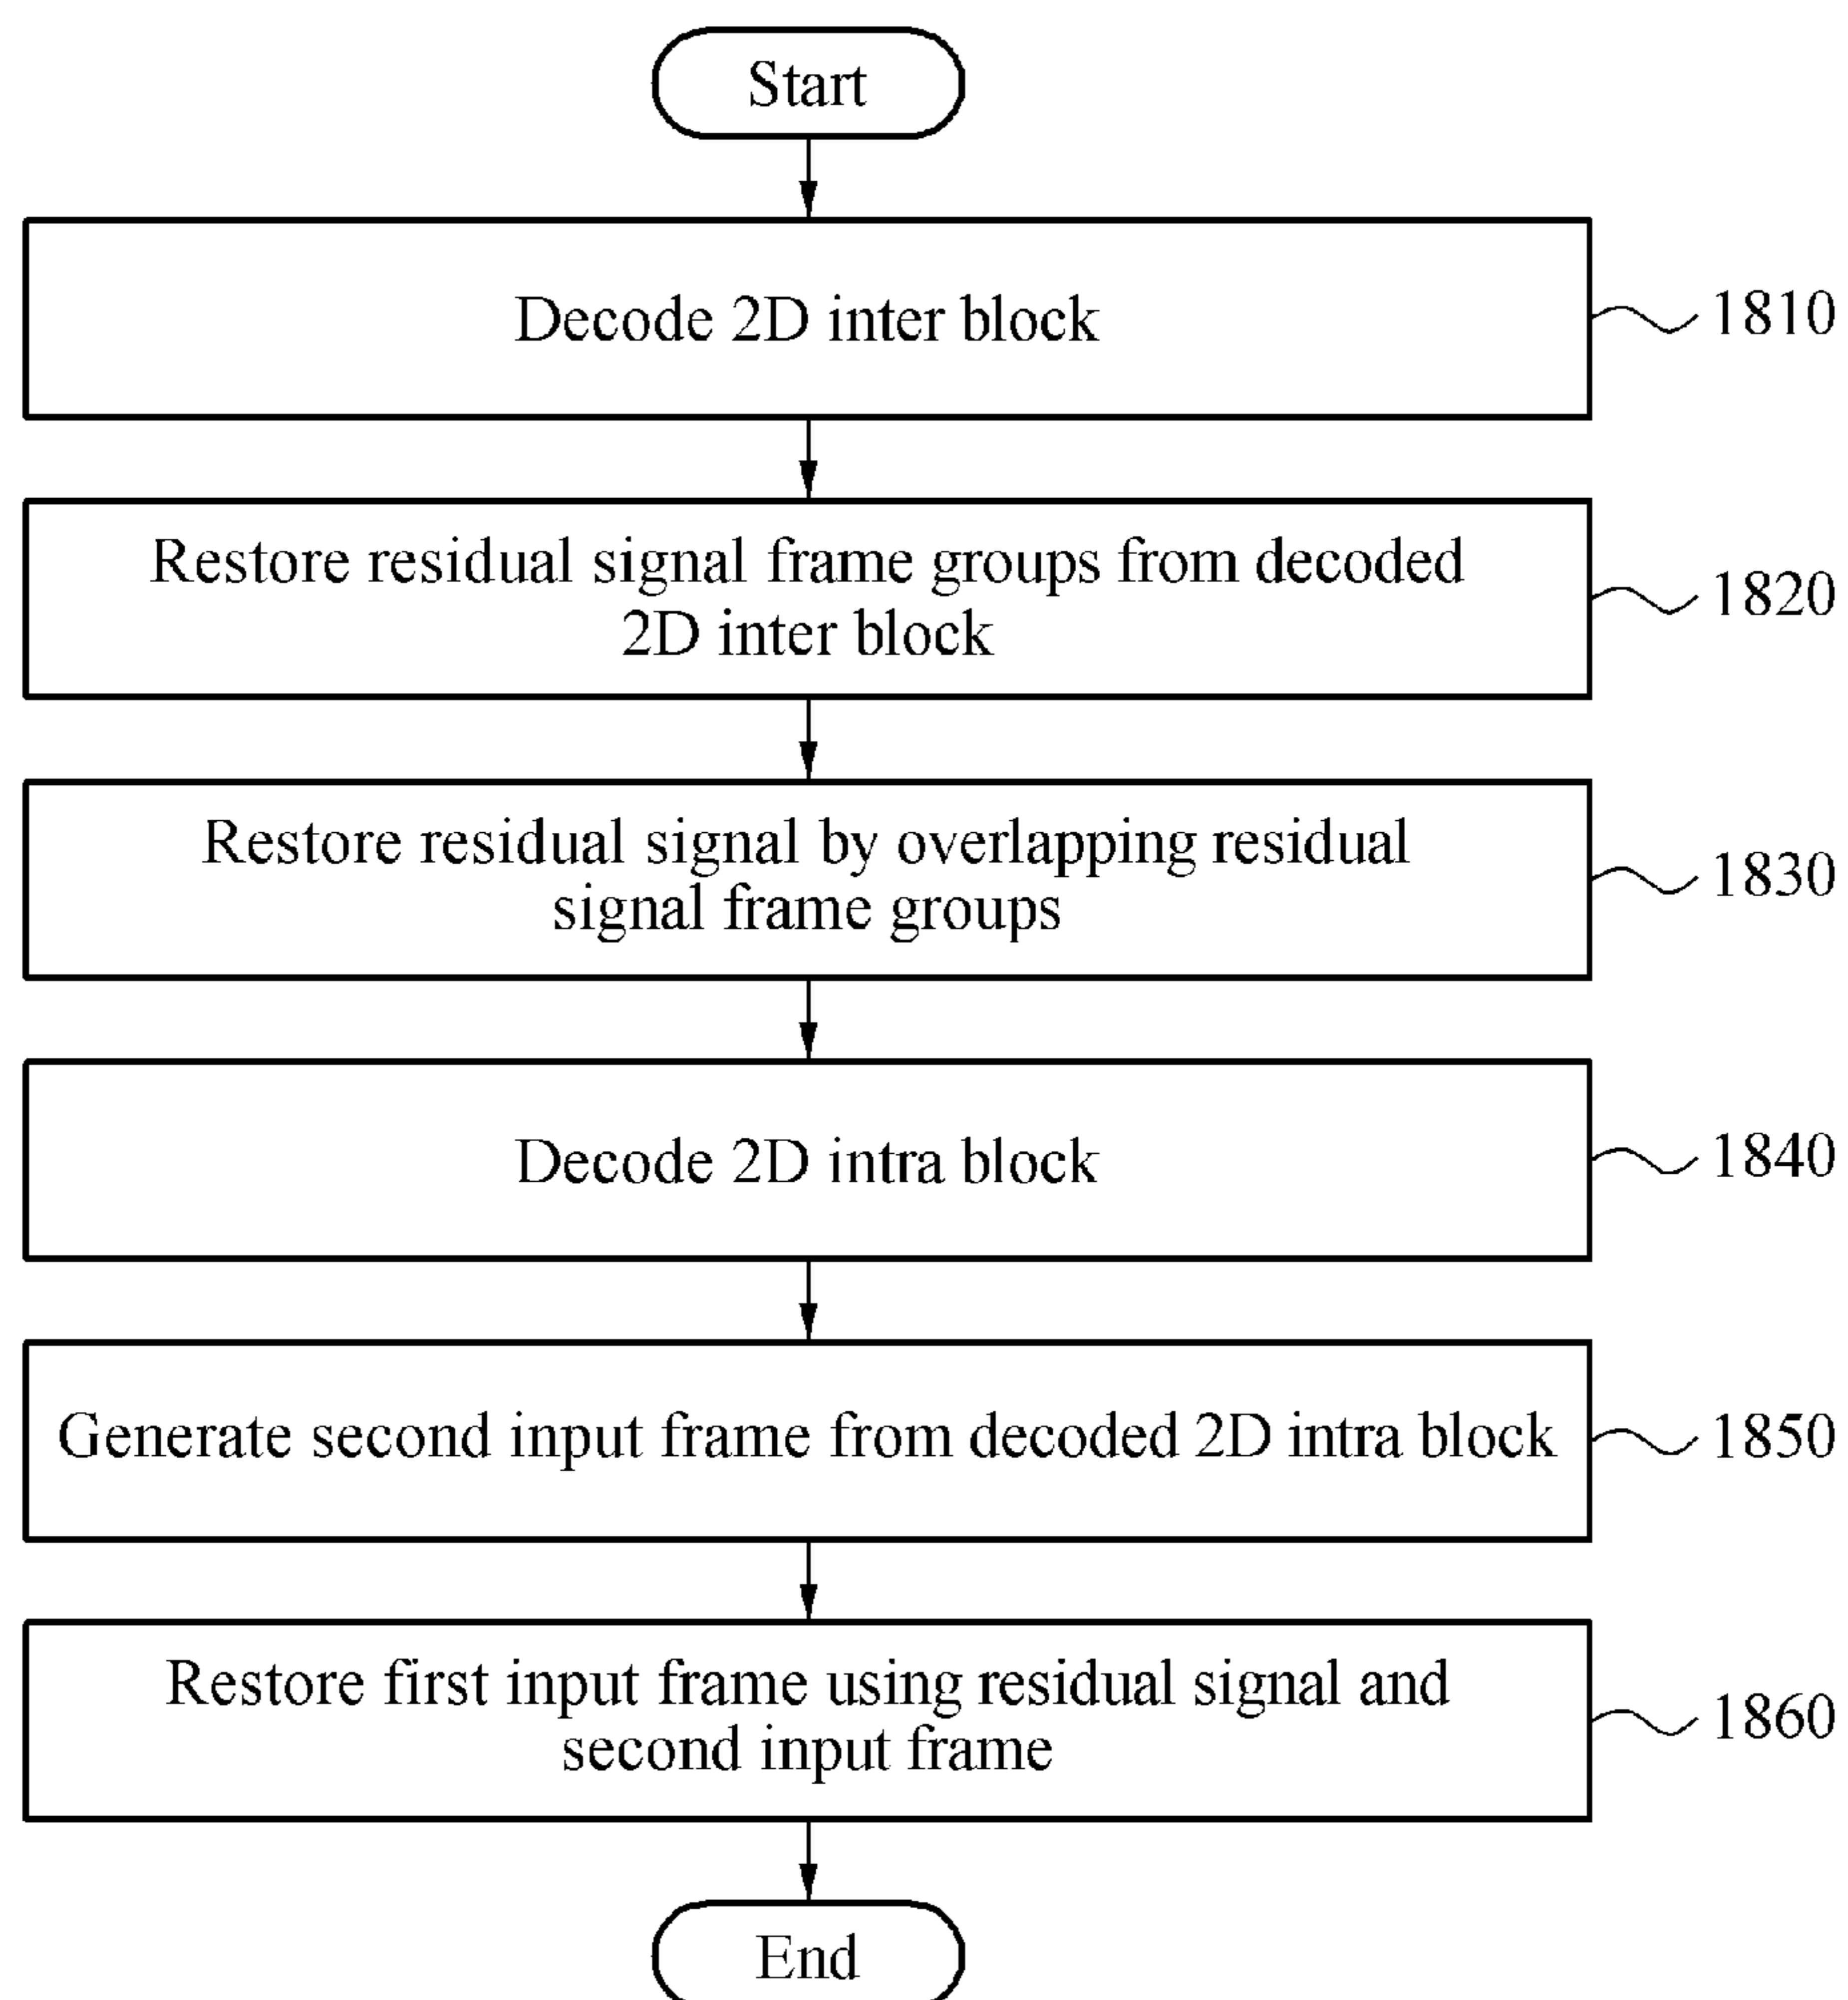 Start
Decode 2D inter block
1810
Restore residual signal frame groups from decoded
2D inter block
1820
Restore residual signal by overlapping residual
signal frame groups
1830
Decode 2D intra block
1840
Generate second input frame from decoded 2D intra block
1850
Restore first input frame using residual signal and
second input frame
1860
End